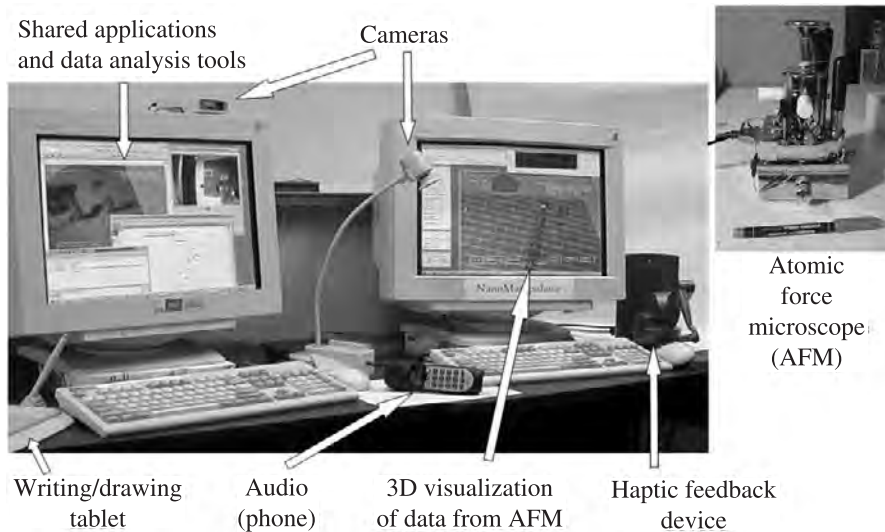 Shared applications
and data analysis tools
Cameras
NanoManipulator
Atomic
force
microscope
(AFM)
Writing/drawing
tablet
Audio
(phone)
3D visualization
of data from AFM
Haptic feedback
device